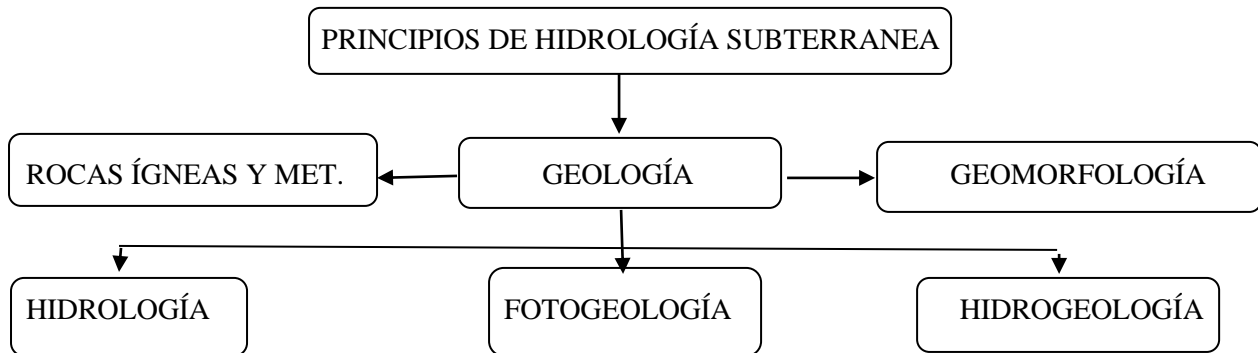 PRINCIPIOS DE HIDROLOGÍA SUBTERRANEA
ROCAS ÍGNEAS Y MET.
GEOLOGÍA
GEOMORFOLOGÍA
HIDROLOGÍA
FOTOGEOLOGÍA
HIDROGEOLOGÍA